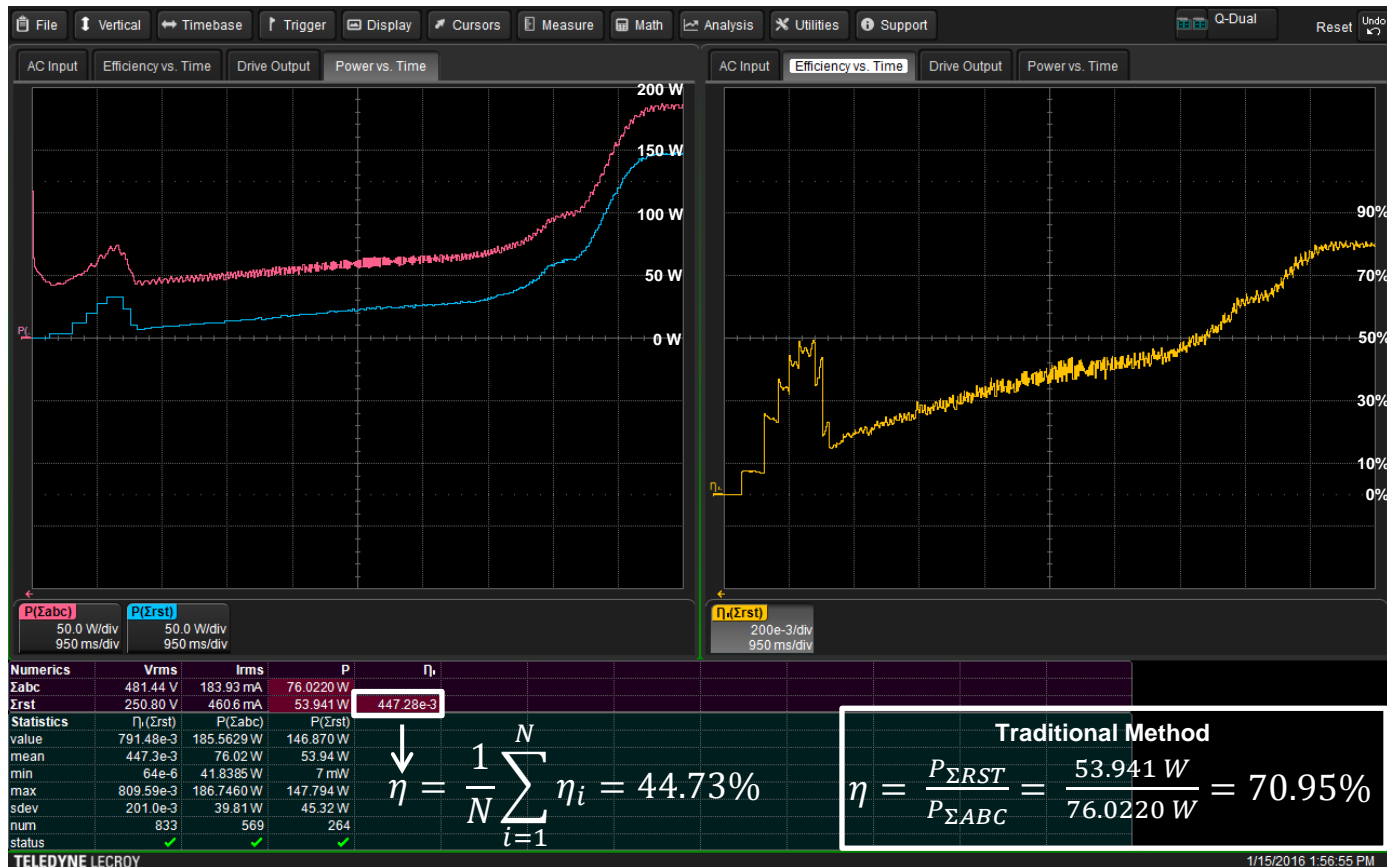 File Vertical Timebase Trigger Display Cursors Measure Math Analysis Utilities Support Q-Dual Reset Undo
AC Input Efficiency vs. Time Drive Output Power vs. Time
AC Input Efficiency vs. Time Drive Output Power vs. Time
200 W
150 W
100 W
50 W
0 W
P(.
90%
70%
50%
30%
10%
0%
P(Σabc) P(Σrst)
50.0 W/div 50.0 W/div
950 ms/div 950 ms/div
η(Σrst)
200e-3/div
950 ms/div
Numerics Vrms Irms P ηι
Σabc 481.44 V 183.93 mA 76.0220 W
Σrst 250.80 V 460.6 mA 53.941 W 447.28e-3
Statistics ηι(Σrst) P(Σabc) P(Σrst)
value 791.48e-3 185.5629 W 146.870 W
mean 447.3e-3 76.02 W 53.94 W
min 64e-6 41.8385 W 7 mW
max 809.59e-3 186.7460 W 147.794 W
sdev 201.0e-3 39.81 W 45.32 W
num 833 569 264
status
η = 1/N ∑_{i=1}^{N} η_i = 44.73%
Traditional Method
η = P_{ΣRST}/P_{ΣABC} = 53.941 W/76.0220 W = 70.95%
TELEDYNE LECROY 1/15/2016 1:56:55 PM